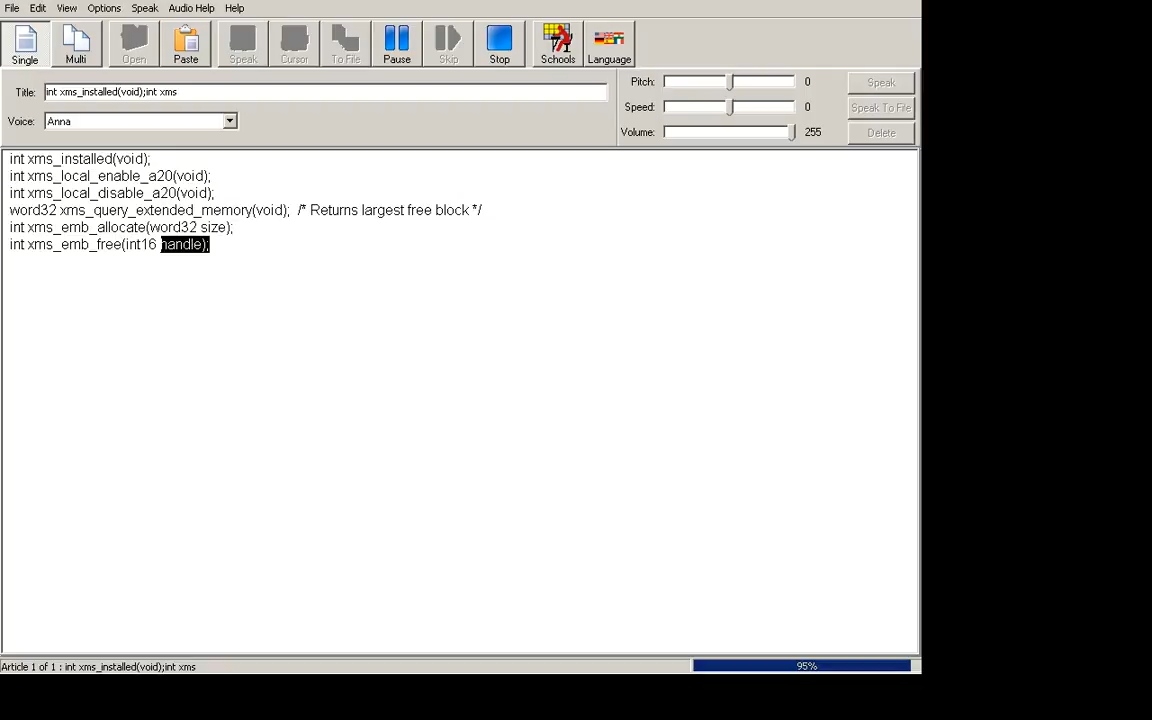 File Edit View Options Speak Audio Help Help
Single Multi Open Paste Speak Cursor To File Pause Skip Stop Schools Language
Title: int xms_installed(void);int xms
Voice: Anna
Pitch: 0 Speak
Speed: 0 Speak To File
Volume: 255 Delete
int xms_installed(void);
int xms_local_enable_a20(void);
int xms_local_disable_a20(void);
word32 xms_query_extended_memory(void);  /* Returns largest free block */
int xms_emb_allocate(word32 size);
int xms_emb_free(int16 handle);
Article 1 of 1 : int xms_installed(void);int xms 95%